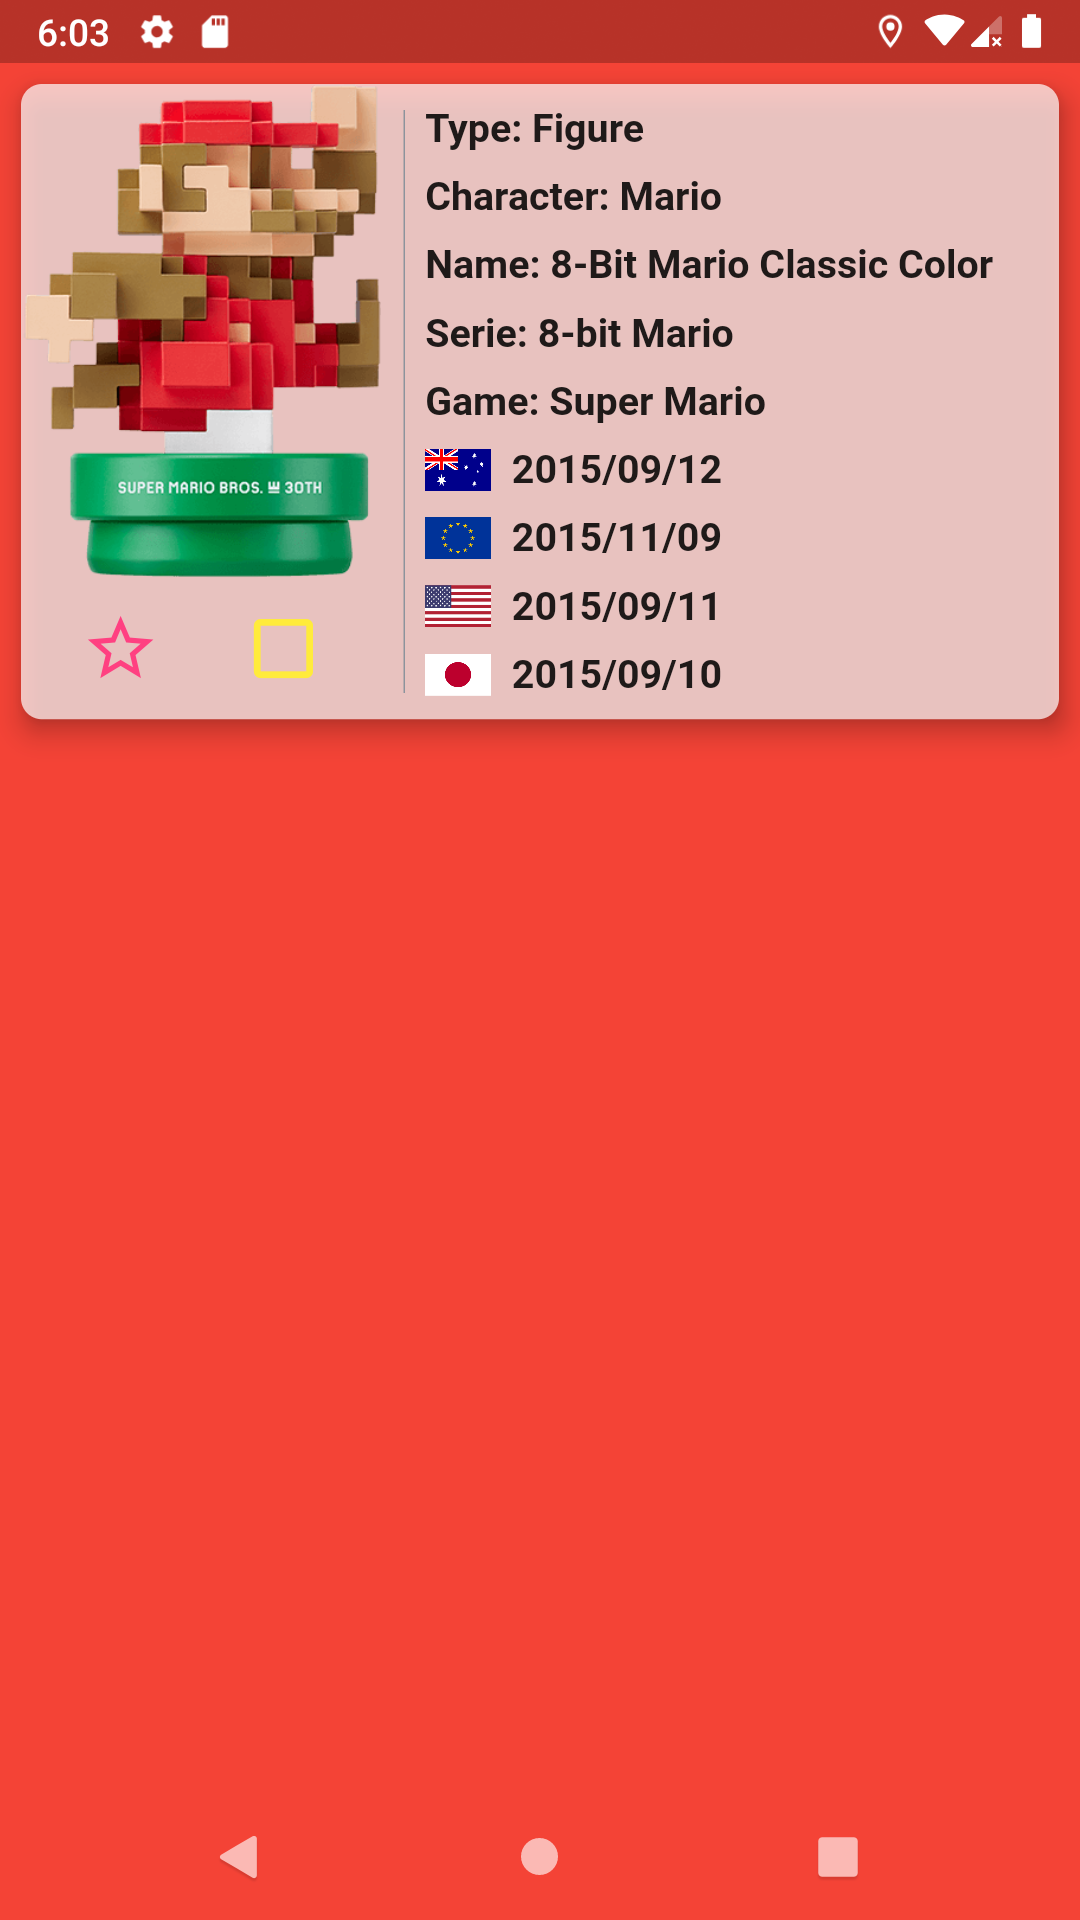 6:03
Type: Figure
Character: Mario
Name: 8-Bit Mario Classic Color
Serie: 8-bit Mario
Game: Super Mario
2015/09/12
2015/11/09
2015/09/11
2015/09/10
SUPER MARIO BROS. 30TH